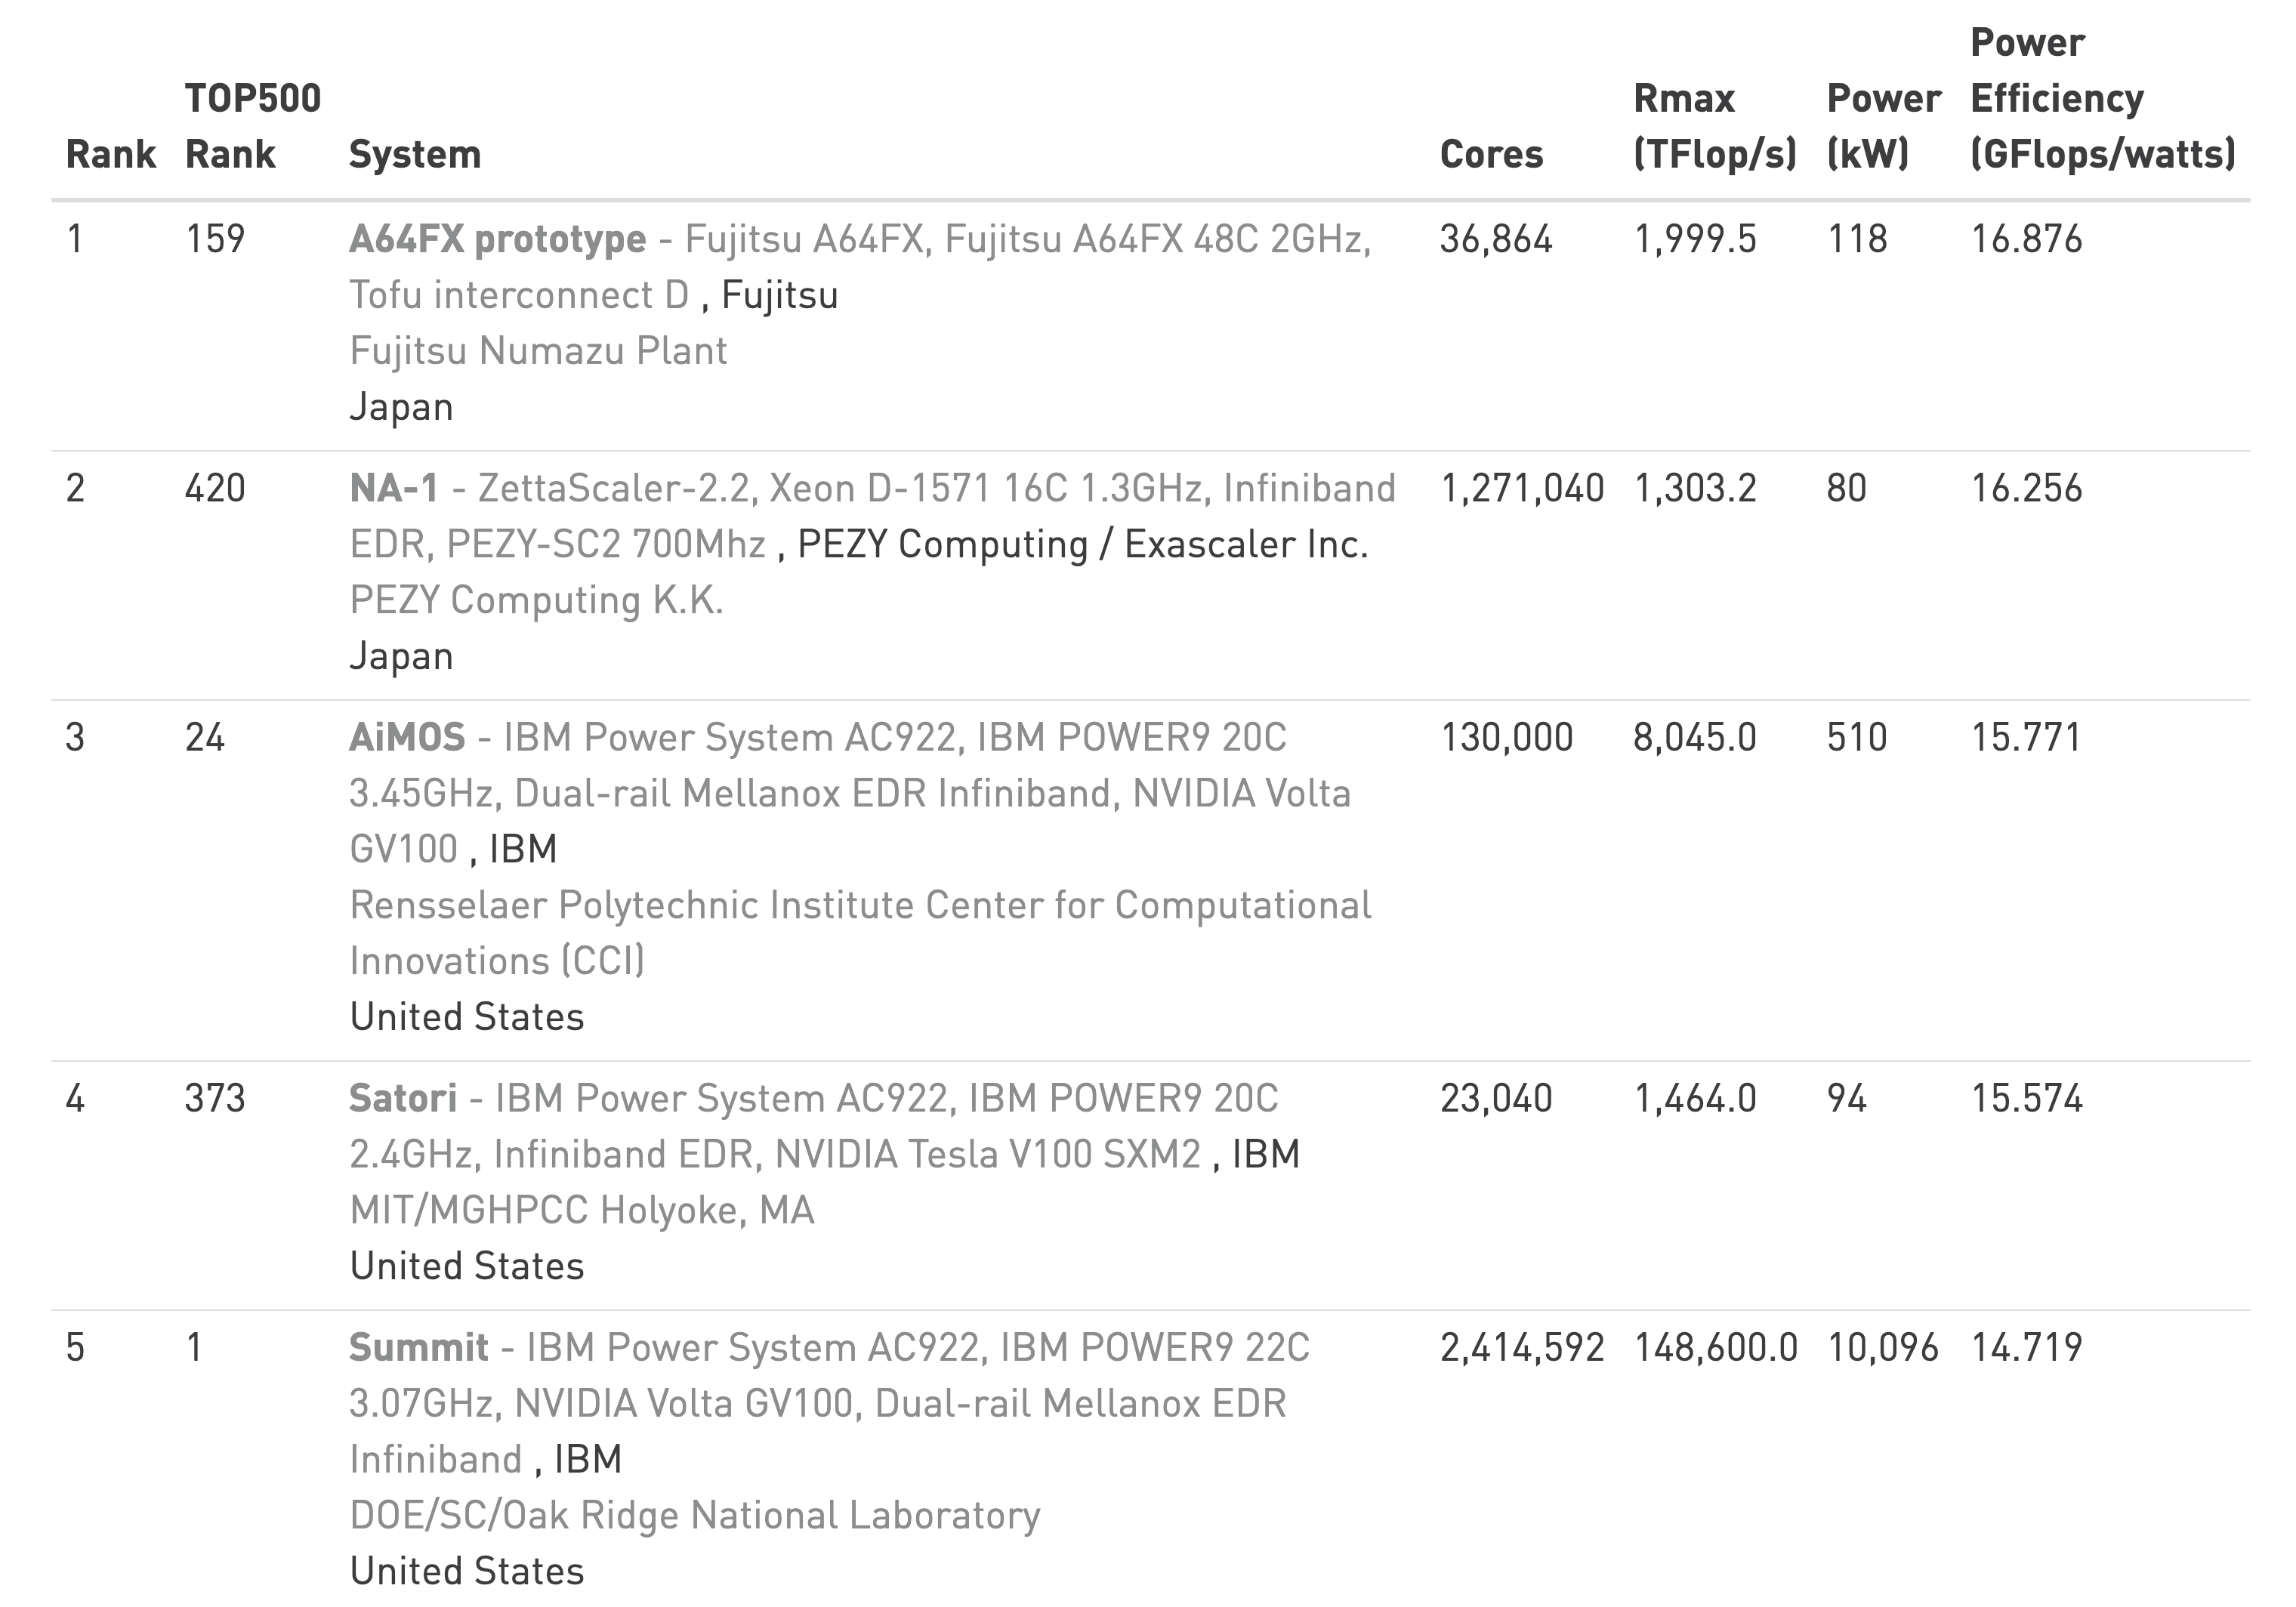 Power
TOP500 Rmax Power Efficiency
Rank Rank System Cores (TFlop/s) (kW) (GFlops/watts)
1 159 A64FX prototype - Fujitsu A64FX, Fujitsu A64FX 48C 2GHz, 36,864 1,999.5 118 16.876
Tofu interconnect D , Fujitsu
Fujitsu Numazu Plant
Japan
2 420 NA-1 - ZettaScaler-2.2, Xeon D-1571 16C 1.3GHz, Infiniband 1,271,040 1,303.2 80 16.256
EDR, PEZY-SC2 700Mhz , PEZY Computing / Exascaler Inc.
PEZY Computing K.K.
Japan
3 24 AiMOS - IBM Power System AC922, IBM POWER9 20C 130,000 8,045.0 510 15.771
3.45GHz, Dual-rail Mellanox EDR Infiniband, NVIDIA Volta
GV100 , IBM
Rensselaer Polytechnic Institute Center for Computational
Innovations (CCI)
United States
4 373 Satori - IBM Power System AC922, IBM POWER9 20C 23,040 1,464.0 94 15.574
2.4GHz, Infiniband EDR, NVIDIA Tesla V100 SXM2 , IBM
MIT/MGHPCC Holyoke, MA
United States
5 1 Summit - IBM Power System AC922, IBM POWER9 22C 2,414,592 148,600.0 10,096 14.719
3.07GHz, NVIDIA Volta GV100, Dual-rail Mellanox EDR
Infiniband , IBM
DOE/SC/Oak Ridge National Laboratory
United States